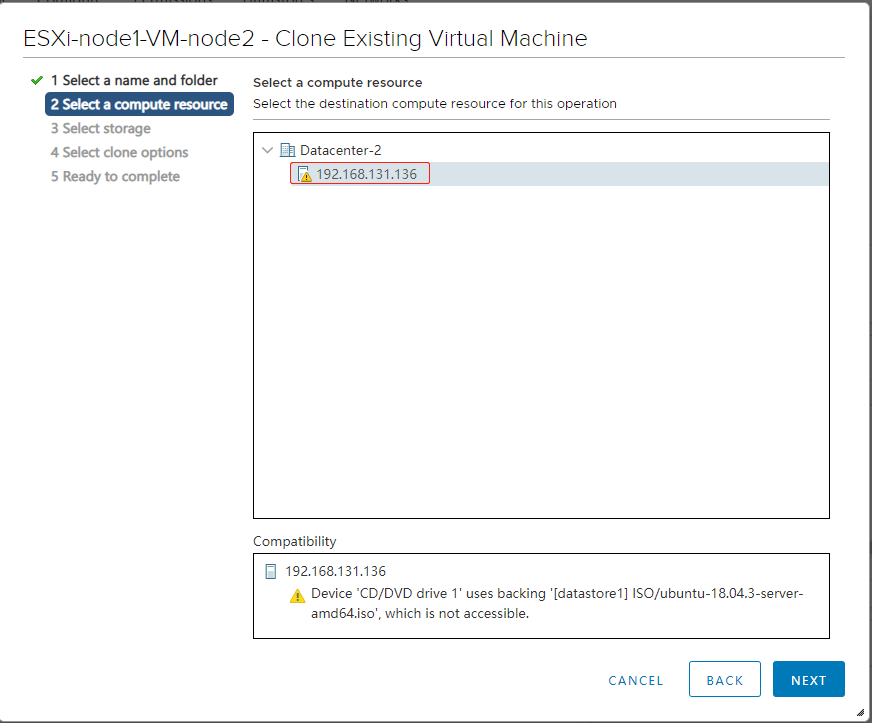 ESXi-node1-VM-node2 - Clone Existing Virtual Machine
1 Select a name and folder
2 Select a compute resource
3 Select storage
4 Select clone options
5 Ready to complete
Select a compute resource
Select the destination compute resource for this operation
Datacenter-2
192.168.131.136
Compatibility
192.168.131.136
Device 'CD/DVD drive 1' uses backing '[datastore1] ISO/ubuntu-18.04.3-server-
amd64.iso', which is not accessible.
CANCEL
BACK
NEXT